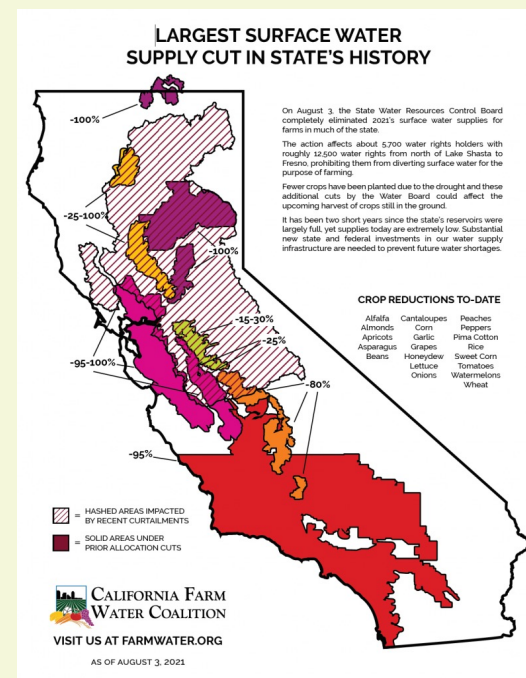 LARGEST SURFACE WATER
SUPPLY CUT IN STATE'S HISTORY
On August 3, the State Water Resources Control Board
completely eliminated 2021's surface water supplies for
farms in much of the state.
The action affects about 5,700 water rights holders with
roughly 12,500 water rights from north of Lake Shasta to
Fresno, prohibiting them from diverting surface water for the
purpose of farming.
Fewer crops have been planted due to the drought and these
additional cuts by the Water Board could affect the
upcoming harvest of crops still in the ground.
It has been two short years since the state's reservoirs were
largely full, yet supplies today are extremely low. Substantial
new state and federal investments in our water supply
infrastructure are needed to prevent future water shortages.
-100%
-25-100%
-100%
-15-30%
-25%
-95-100%
-80%
-95%
CROP REDUCTIONS TO-DATE
Alfalfa
Almonds
Apricots
Asparagus
Beans
Cantaloupes
Corn
Garlic
Grapes
Honeydew
Lettuce
Onions
Peaches
Peppers
Pima Cotton
Rice
Sweet Corn
Tomatoes
Watermelons
Wheat
= HASHED AREAS IMPACTED
BY RECENT CURTAILMENTS
= SOLID AREAS UNDER
PRIOR ALLOCATION CUTS
CALIFORNIA FARM
WATER COALITION
VISIT US AT FARMWATER.ORG
AS OF AUGUST 3, 2021